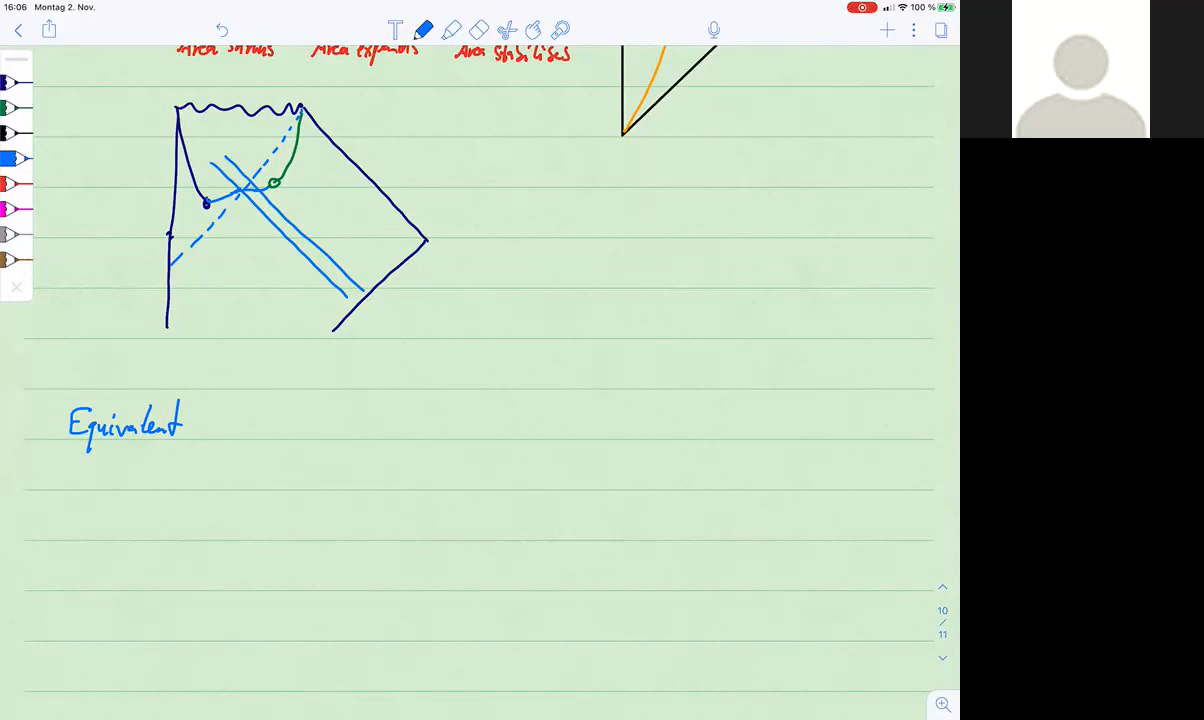 16:06 Montag 2. Nov.
100 %
T
Area shrinks Area expands Area stabilises
Equivalent
10
/
11